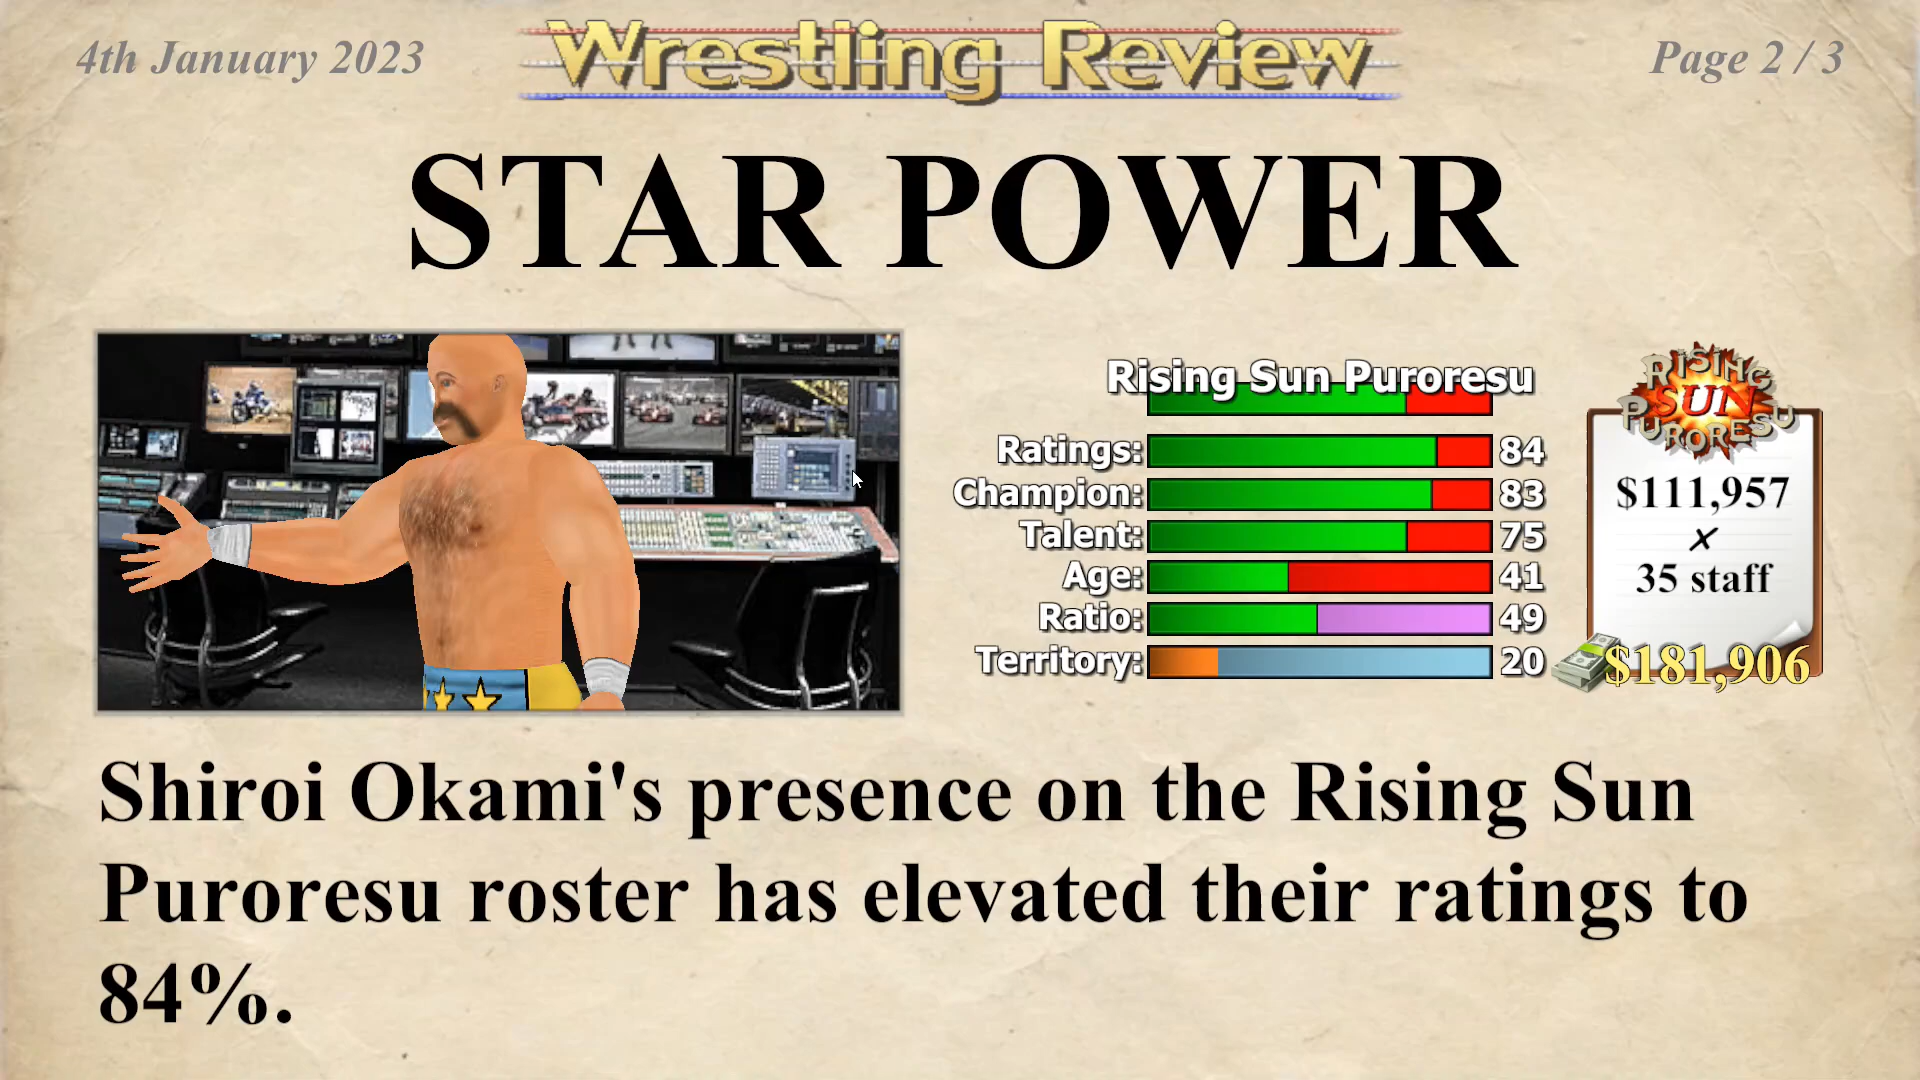 4th January 2023
Wrestling Review
Page 2 / 3
STAR POWER
Rising Sun Puroresu
Ratings: 84
Champion: 83
Talent: 75
Age: 41
Ratio: 49
Territory: 20
RISING
SUN
PURORESU
$111,957
×
35 staff
$181,906
Shiroi Okami's presence on the Rising Sun
Puroresu roster has elevated their ratings to
84%.